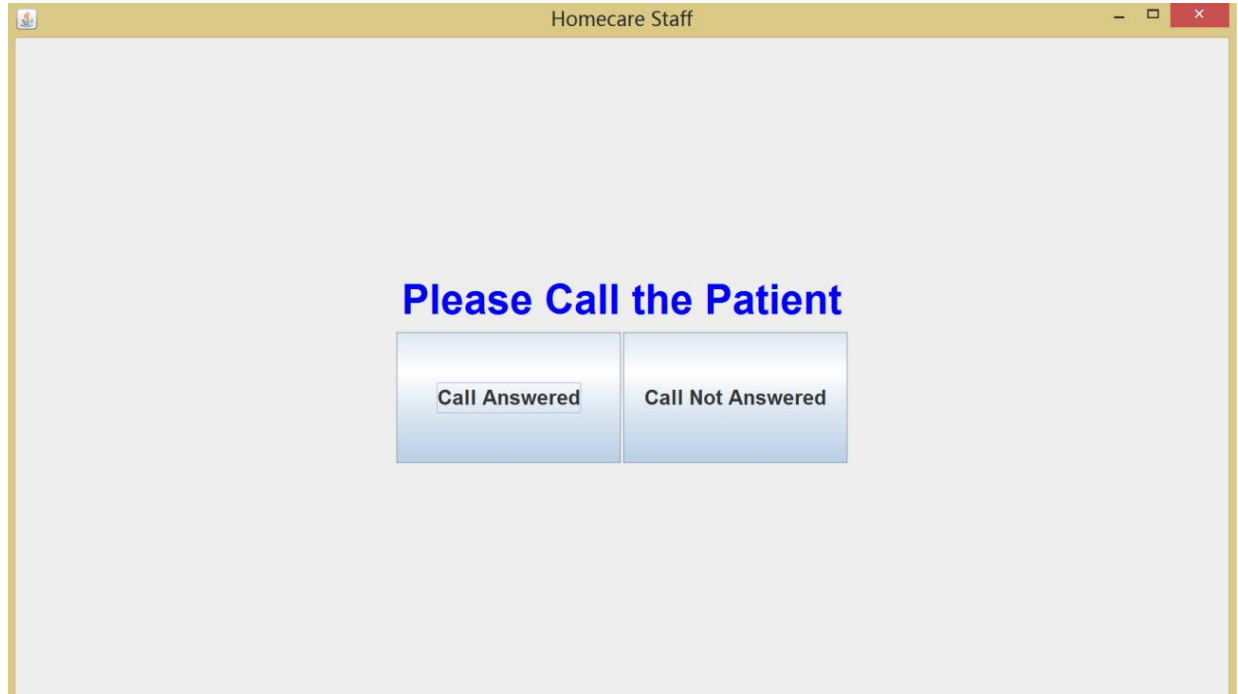 Homecare Staff
Please Call the Patient
Call Answered
Call Not Answered